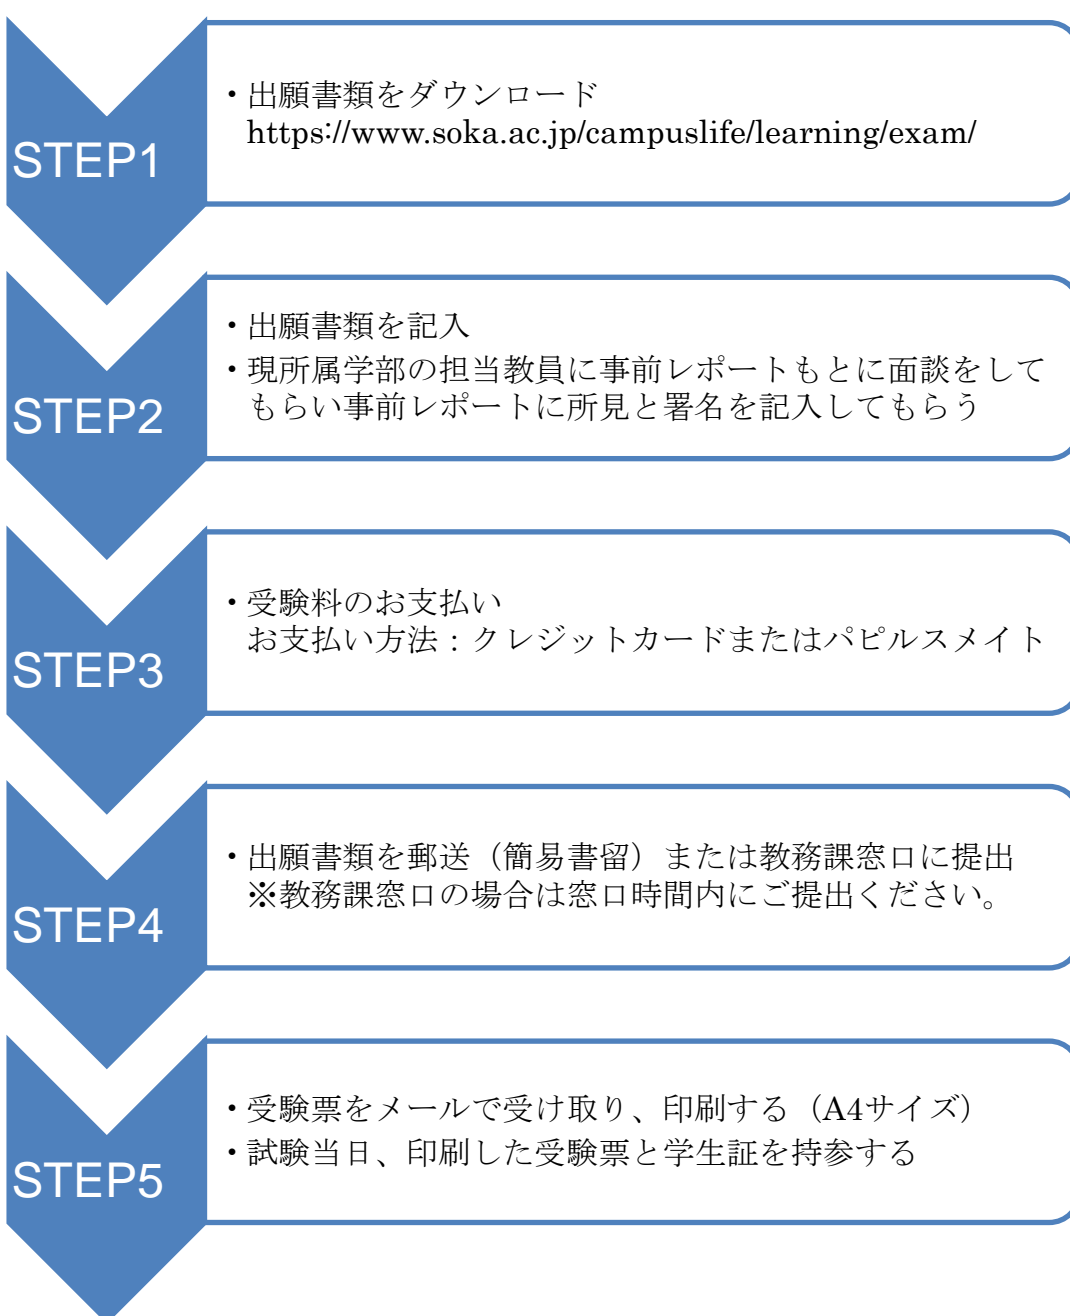 STEP1
・出願書類をダウンロード
https://www.soka.ac.jp/campuslife/learning/exam/
STEP2
・出願書類を記入
・現所属学部の担当教員に事前レポートもとに面談をして
もらい事前レポートに所見と署名を記入してもらう
STEP3
・受験料のお支払い
お支払い方法：クレジットカードまたはパピルスメイト
STEP4
・出願書類を郵送（簡易書留）または教務課窓口に提出
※教務課窓口の場合は窓口時間内にご提出ください。
STEP5
・受験票をメールで受け取り、印刷する（A4サイズ）
・試験当日、印刷した受験票と学生証を持参する